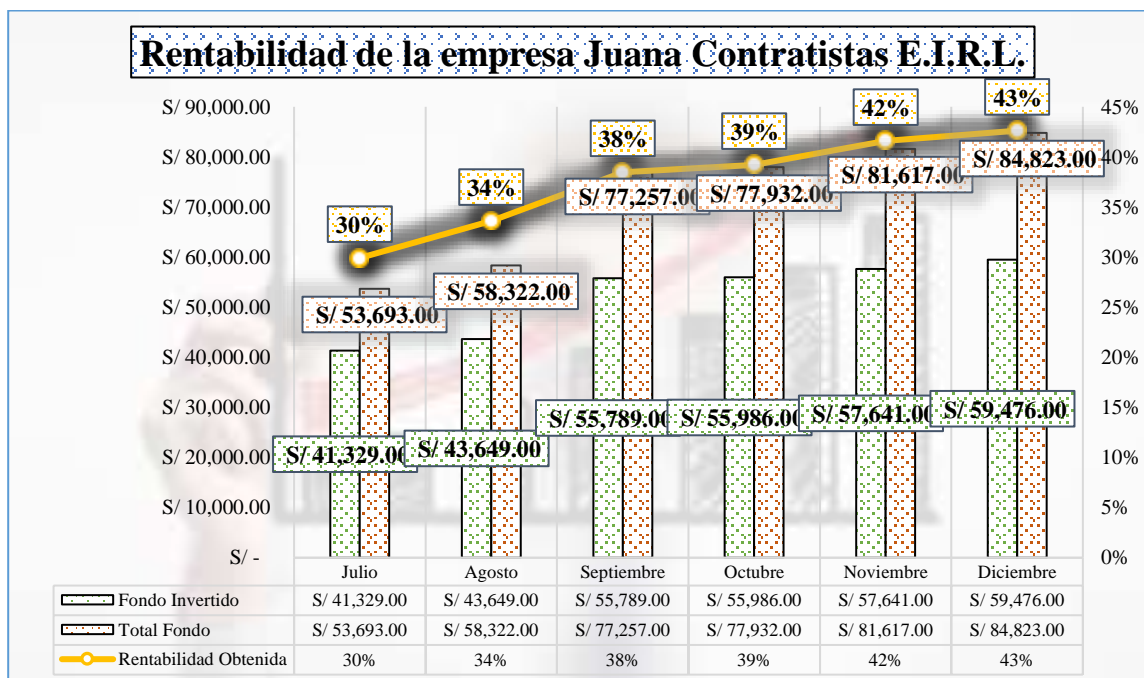 Rentabilidad de la empresa Juana Contratistas E.I.R.L.
S/ 90,000.00
S/ 80,000.00
S/ 70,000.00
S/ 60,000.00
S/ 50,000.00
S/ 40,000.00
S/ 30,000.00
S/ 20,000.00
S/ 10,000.00
S/ -
30%
34%
38%
39%
42%
43%
S/ 53,693.00
S/ 58,322.00
S/ 77,257.00
S/ 77,932.00
S/ 81,617.00
S/ 84,823.00
S/ 41,329.00
S/ 43,649.00
S/ 55,789.00
S/ 55,986.00
S/ 57,641.00
S/ 59,476.00
45%
40%
35%
30%
25%
20%
15%
10%
5%
0%
Julio Agosto Septiembre Octubre Noviembre Diciembre
Fondo Invertido S/ 41,329.00 S/ 43,649.00 S/ 55,789.00 S/ 55,986.00 S/ 57,641.00 S/ 59,476.00
Total Fondo S/ 53,693.00 S/ 58,322.00 S/ 77,257.00 S/ 77,932.00 S/ 81,617.00 S/ 84,823.00
Rentabilidad Obtenida 30% 34% 38% 39% 42% 43%